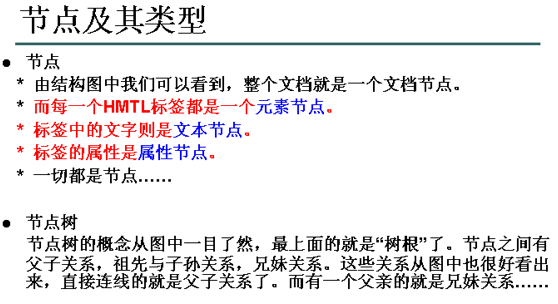 节点及其类型
● 节点
* 由结构图中我们可以看到，整个文档就是一个文档节点。
* 而每一个HMTL标签都是一个元素节点。
* 标签中的文字则是文本节点。
* 标签的属性是属性节点。
* 一切都是节点……
● 节点树
节点树的概念从图中一目了然，最上面的就是“树根”了。节点之间有
父子关系，祖先与子孙关系，兄妹关系。这些关系从图中也很好看出
来，直接连线的就是父子关系了。而有一个父亲的就是兄妹关系……